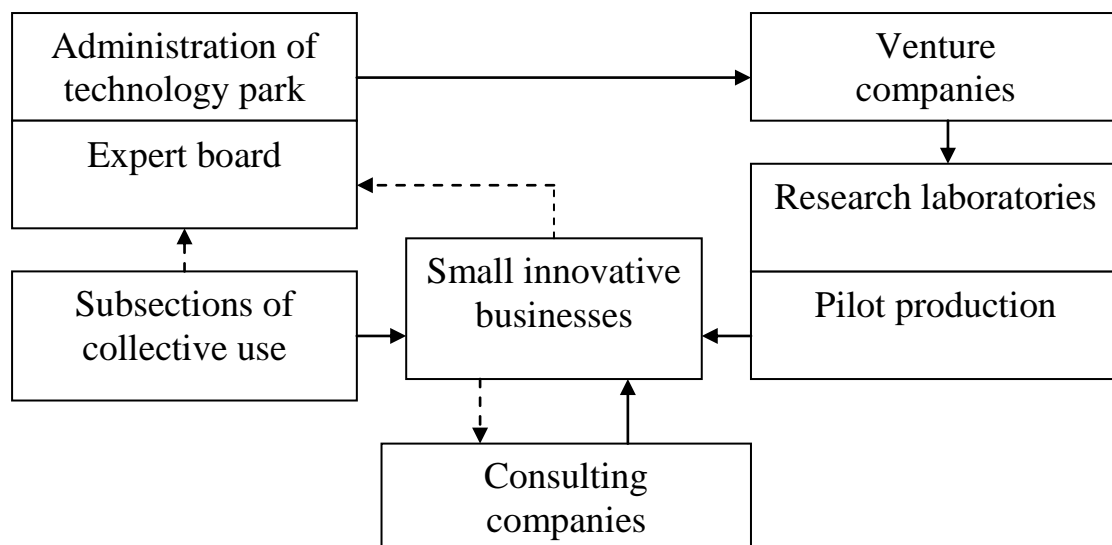 Administration of
technology park
Expert board
Venture
companies
Research laboratories
Pilot production
Small innovative
businesses
Subsections of
collective use
Consulting
companies